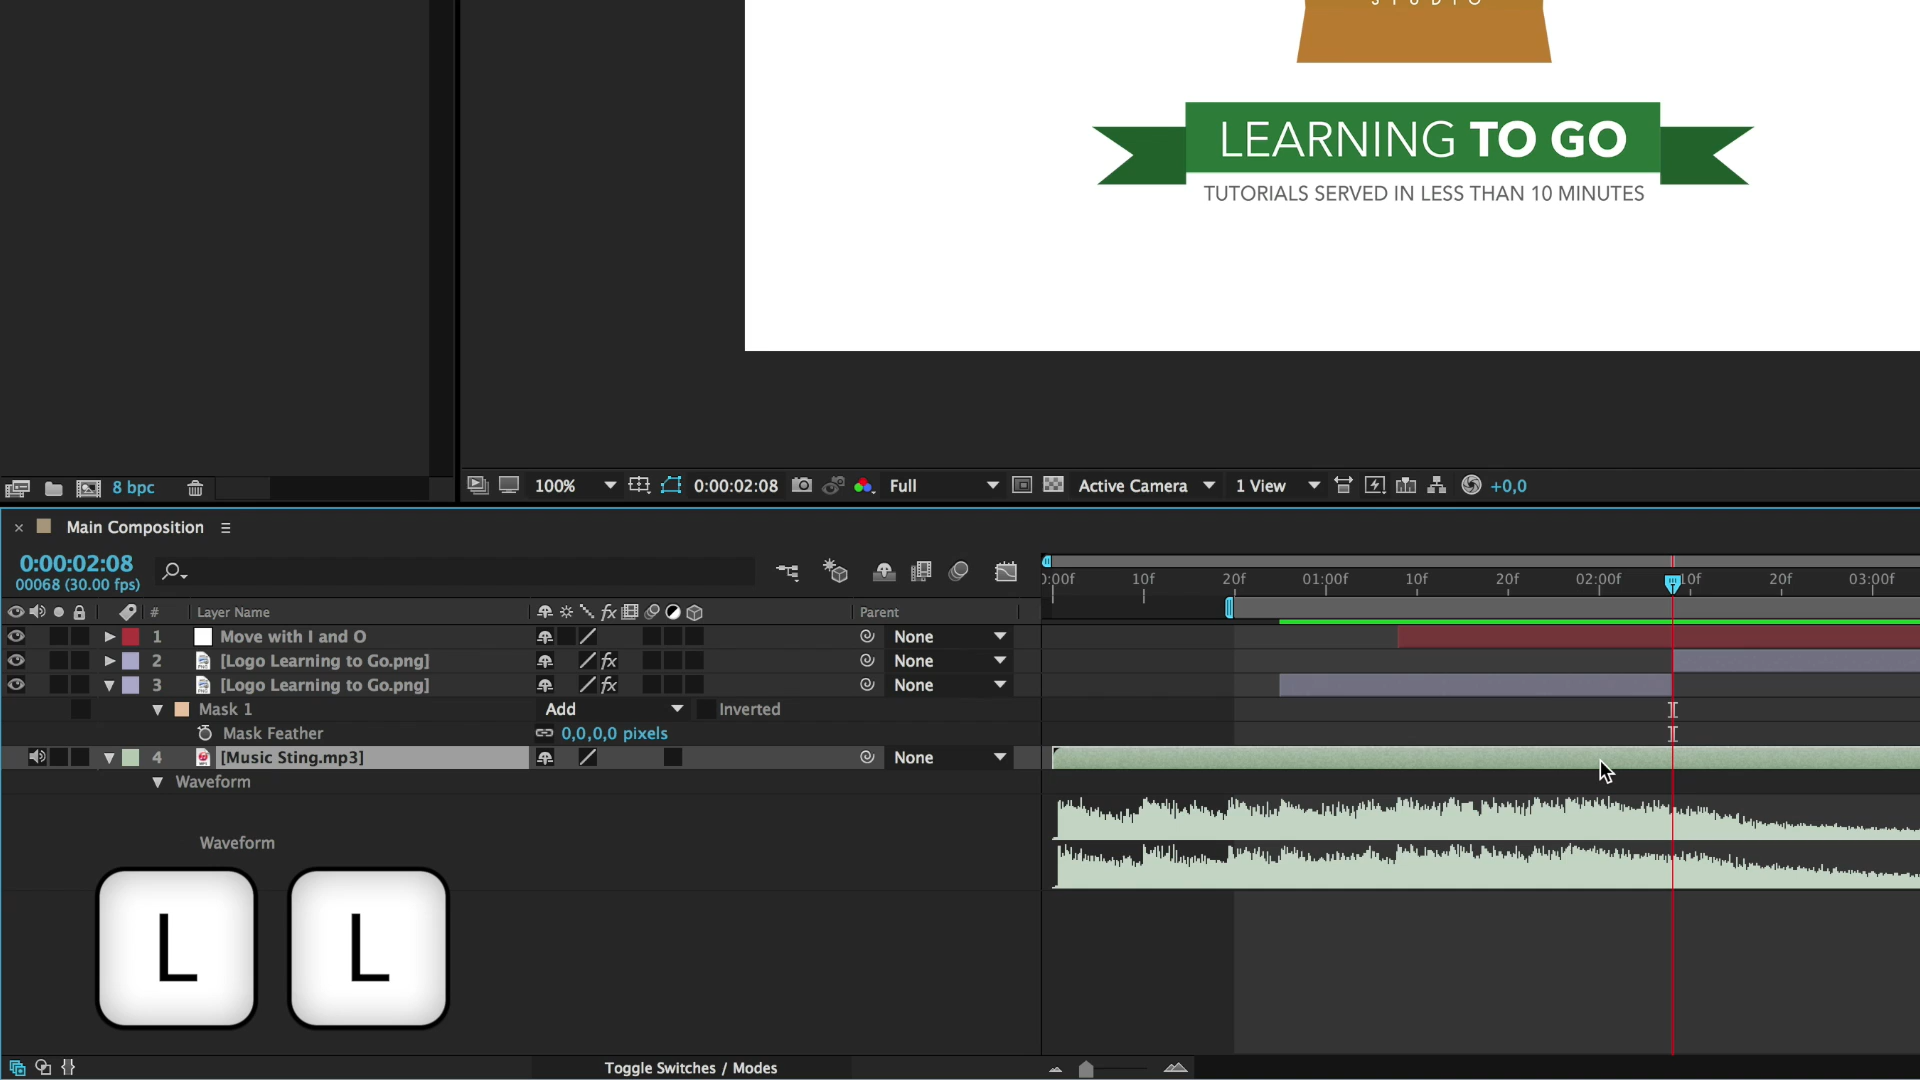 STUDIO
LEARNING TO GO
TUTORIALS SERVED IN LESS THAN 10 MINUTES
8 bpc
100%
0:00:02:08
Full
Active Camera
1 View
+0,0
Main Composition
0:00:02:08
00068 (30.00 fps)
0:00f 10f 20f 01:00f 10f 20f 02:00f 10f 20f 03:00f
# Layer Name fx Parent
1 Move with I and O None
2 [Logo Learning to Go.png] fx None
3 [Logo Learning to Go.png] fx None
Mask 1 Add Inverted
Mask Feather 0,0,0,0 pixels
4 [Music Sting.mp3] None
Waveform
Waveform
L L
Toggle Switches / Modes